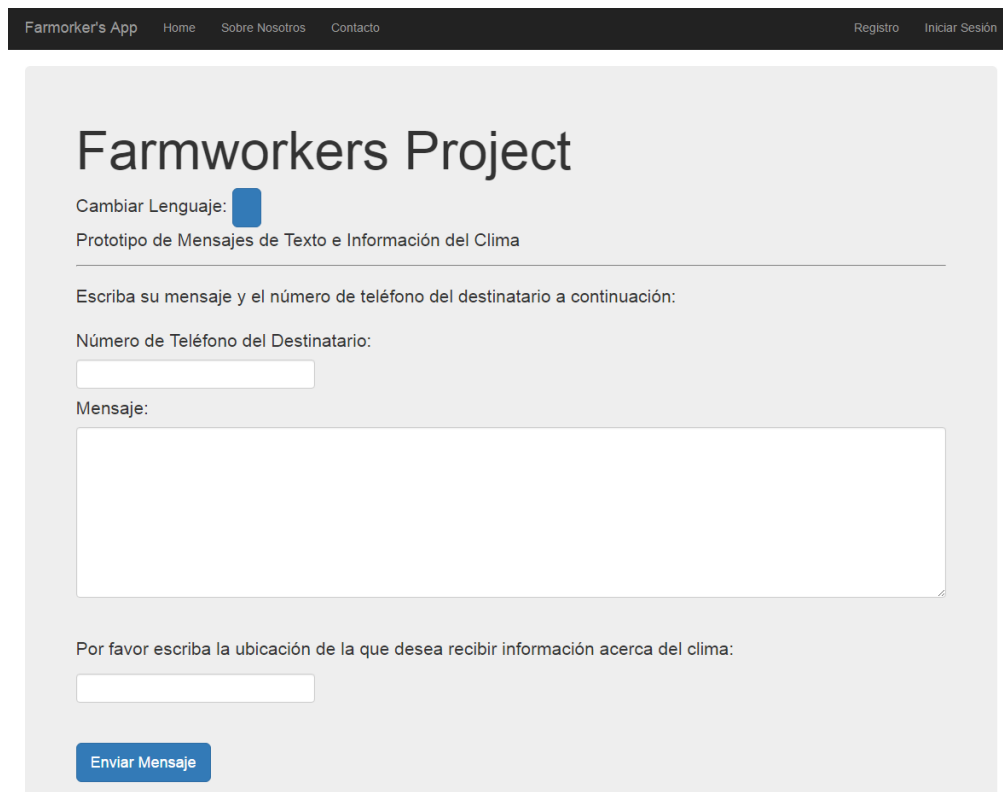 Farmorker's App Home Sobre Nosotros Contacto Registro Iniciar Sesión
Farmworkers Project
Cambiar Lenguaje:
Prototipo de Mensajes de Texto e Información del Clima
Escriba su mensaje y el número de teléfono del destinatario a continuación:
Número de Teléfono del Destinatario:
Mensaje:
Por favor escriba la ubicación de la que desea recibir información acerca del clima:
Enviar Mensaje